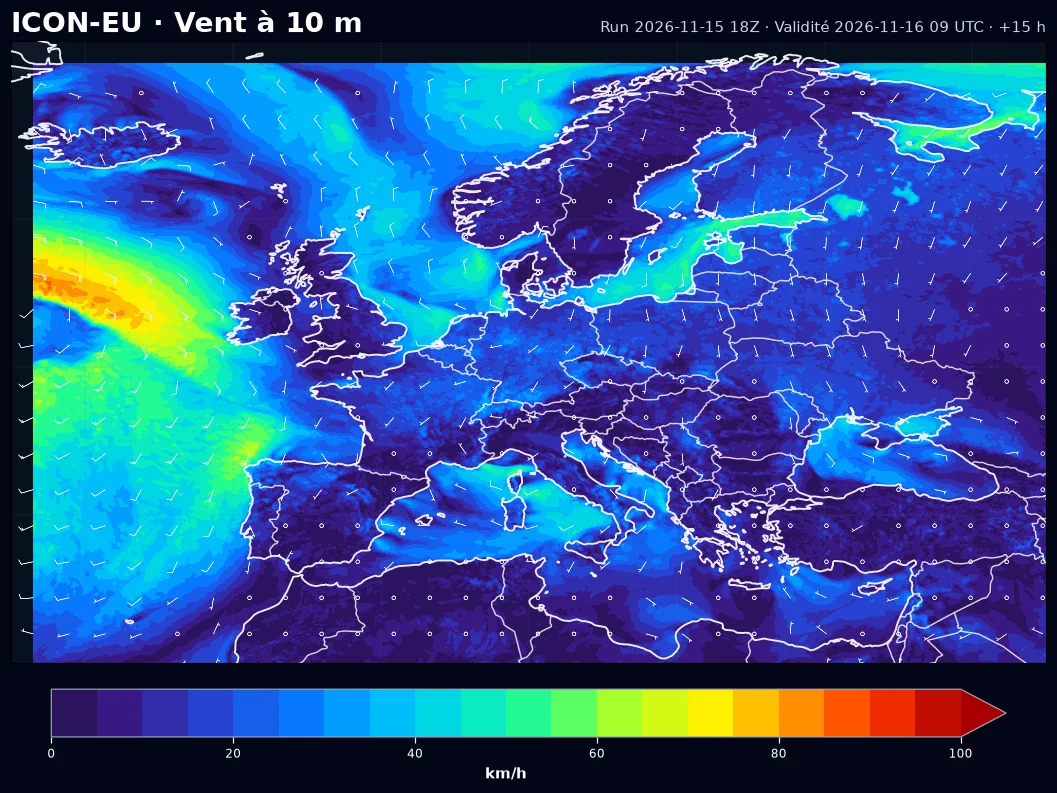 ICON-EU · Vent à 10 m
Run 2026-11-15 18Z · Validité 2026-11-16 09 UTC · +15 h
0 20 40 60 80 100
km/h